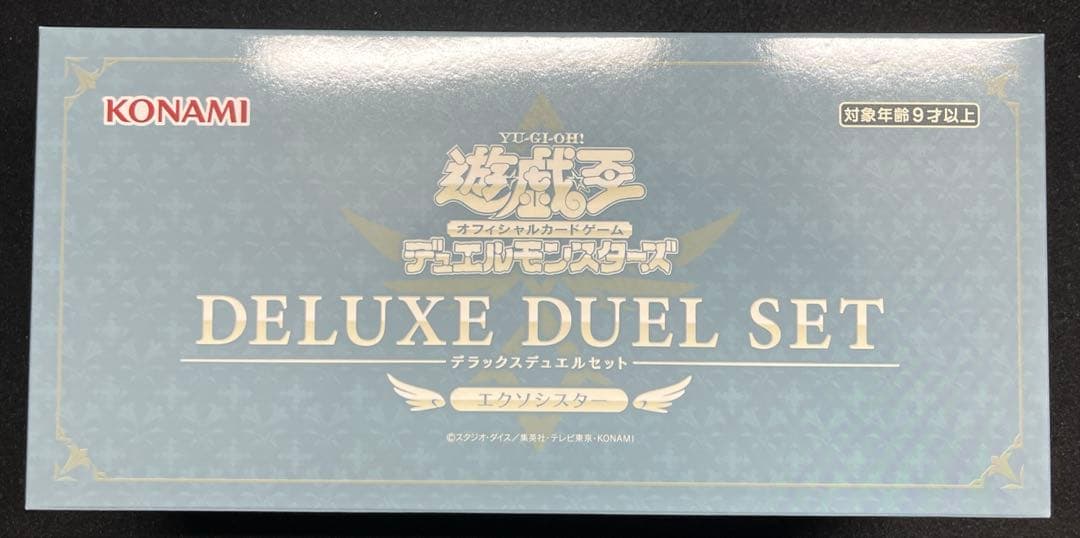 KONAMI
対象年齢9才以上
YU-GI-OH!
遊戯王
オフィシャルカードゲーム
デュエルモンスターズ
DELUXE DUEL SET
デラックスデュエルセット
エクソシスター
©スタジオ・ダイス/集英社・テレビ東京・KONAMI